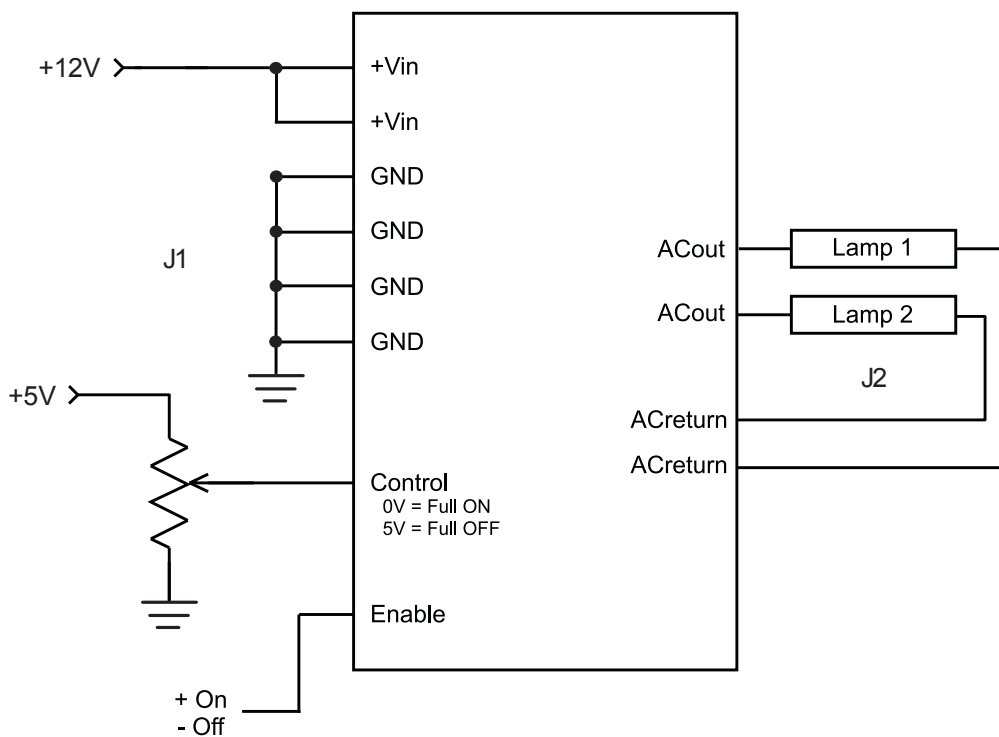 +12V
+Vin
+Vin
GND
GND
J1
GND
GND
+5V
Control
0V = Full ON
5V = Full OFF
Enable
+ On
- Off
ACout
Lamp 1
ACout
Lamp 2
J2
ACreturn
ACreturn